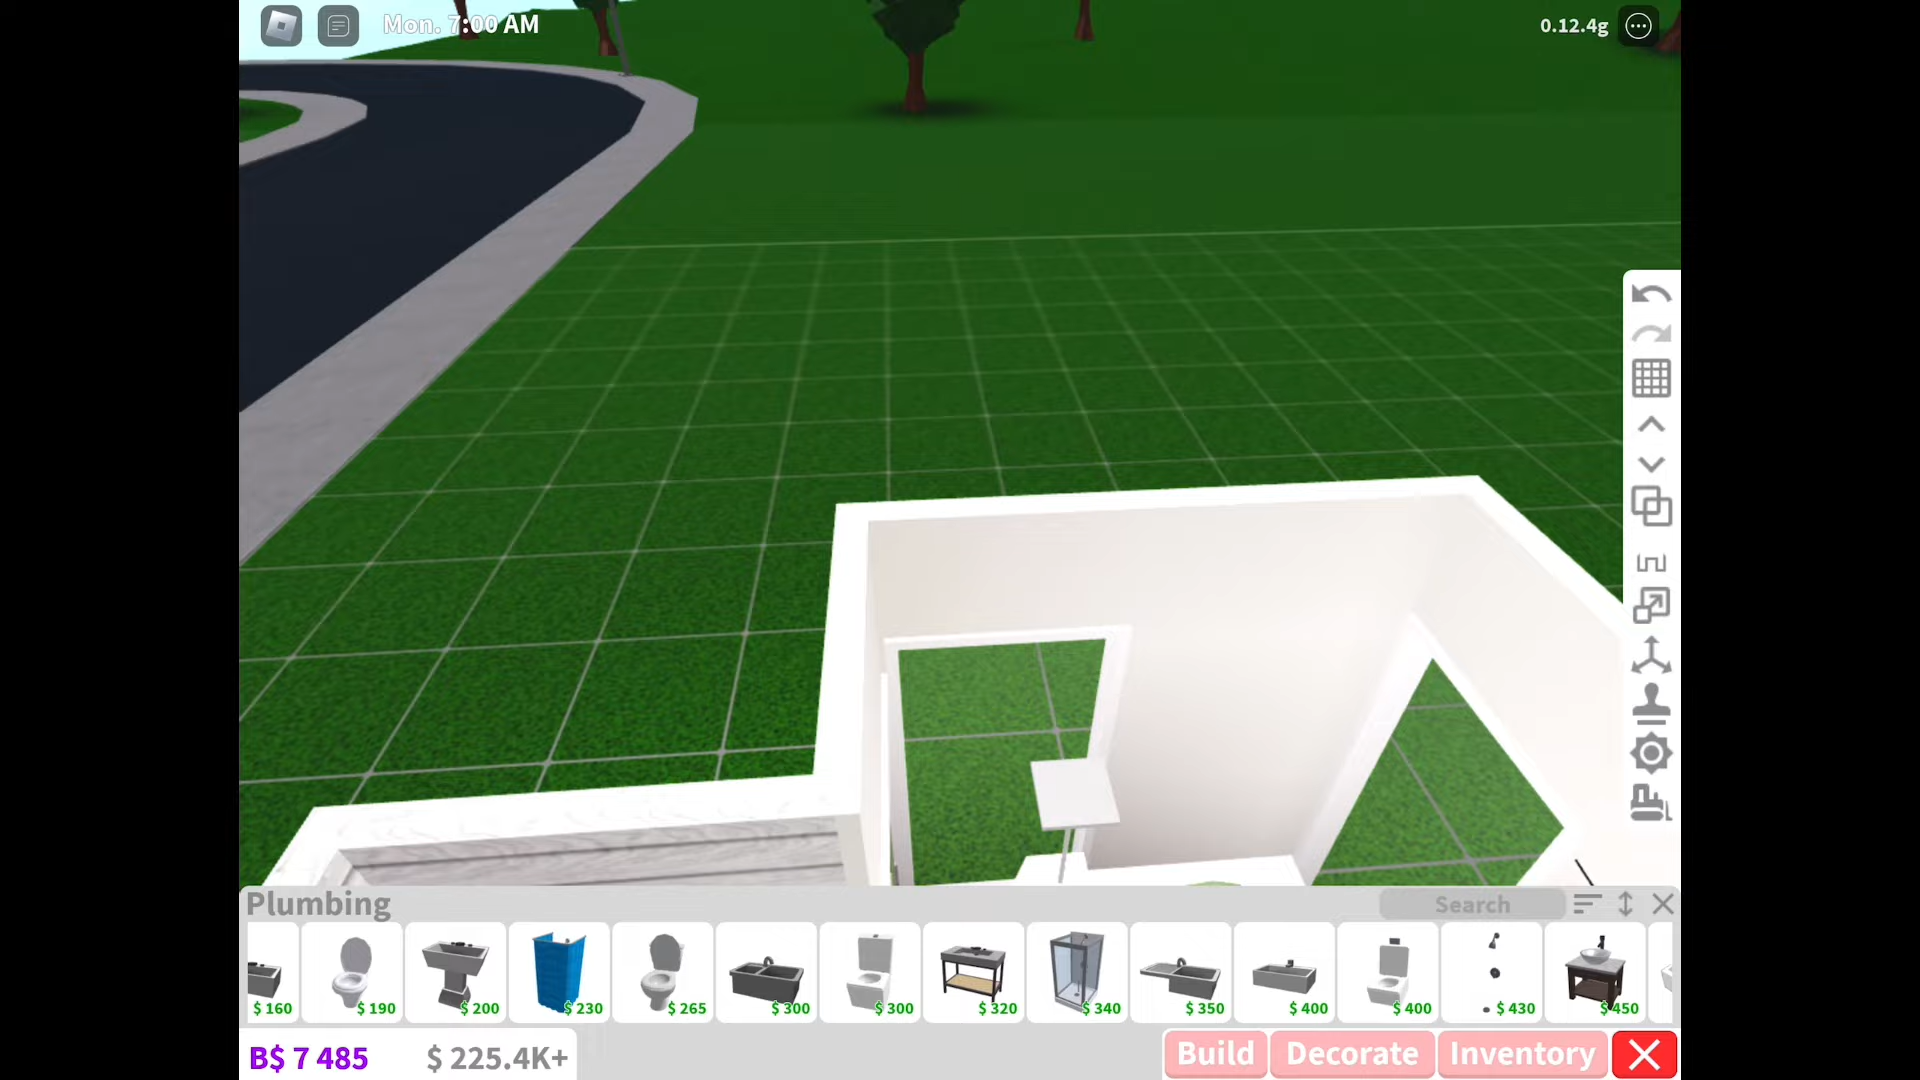 Mon. 7:00 AM
0.12.4g
Plumbing
Search
$ 160
$ 190
$ 200
$ 230
$ 265
$ 300
$ 300
$ 320
$ 340
$ 350
$ 400
$ 400
$ 430
$ 450
B$ 7 485
$ 225.4K+
Build
Decorate
Inventory